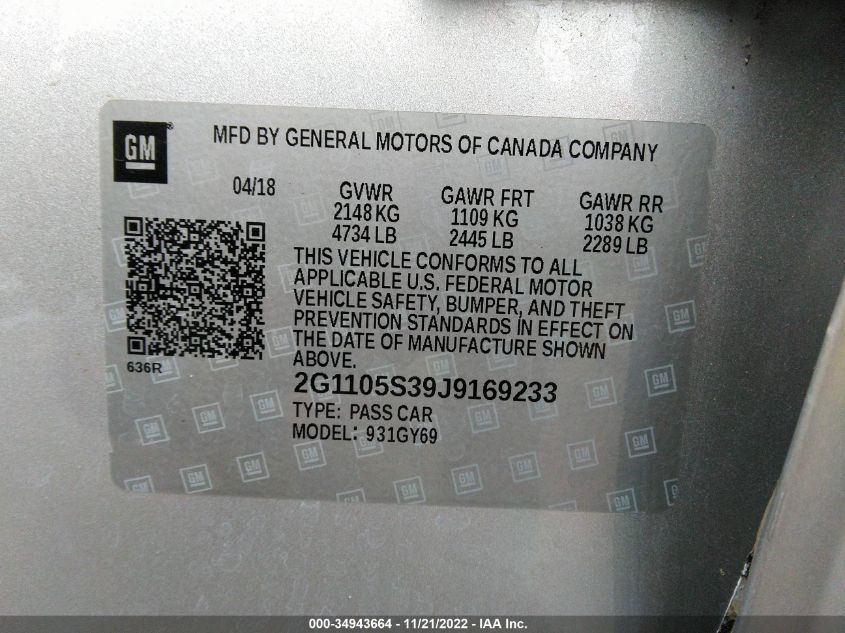 GM®
MFD BY GENERAL MOTORS OF CANADA COMPANY
04/18
GVWR
2148 KG
4734 LB
GAWR FRT
1109 KG
2445 LB
GAWR RR
1038 KG
2289 LB
THIS VEHICLE CONFORMS TO ALL
APPLICABLE U.S. FEDERAL MOTOR
VEHICLE SAFETY, BUMPER, AND THEFT
PREVENTION STANDARDS IN EFFECT ON
THE DATE OF MANUFACTURE SHOWN
ABOVE.
636R
2G1105S39J9169233
TYPE: PASS CAR
MODEL: 931GY69
000-34943664 - 11/21/2022 - IAA Inc.